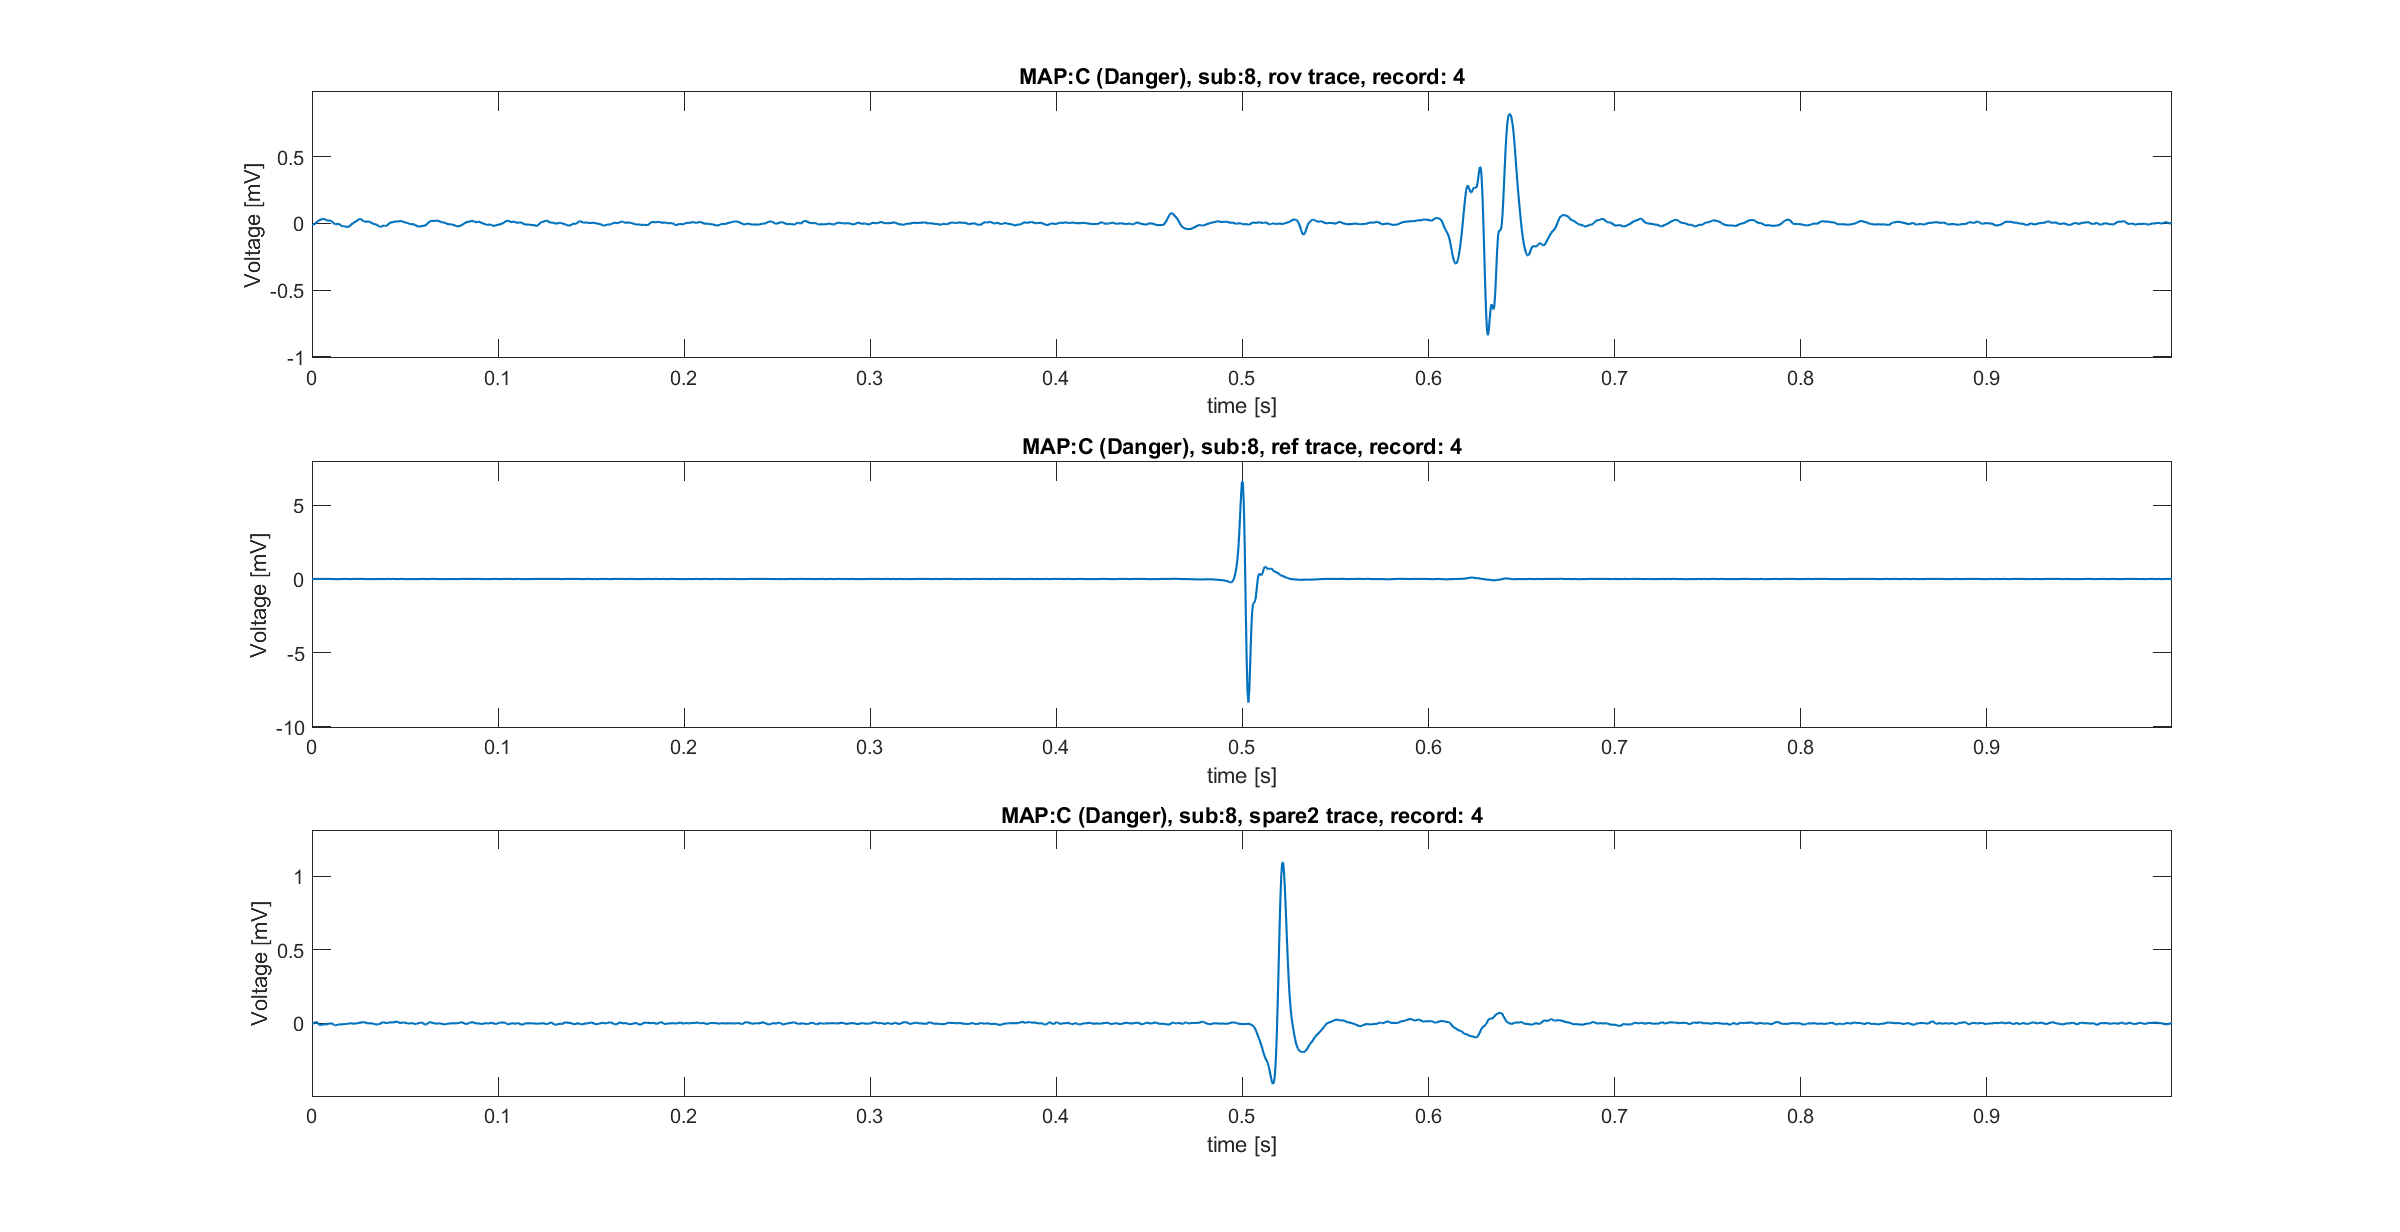 MAP:C (Danger), sub:8, rov trace, record: 4
Voltage [mV]
0.5
0
-0.5
-1
0 0.1 0.2 0.3 0.4 0.5 0.6 0.7 0.8 0.9
time [s]
MAP:C (Danger), sub:8, ref trace, record: 4
Voltage [mV]
5
0
-5
-10
0 0.1 0.2 0.3 0.4 0.5 0.6 0.7 0.8 0.9
time [s]
MAP:C (Danger), sub:8, spare2 trace, record: 4
Voltage [mV]
1
0.5
0
0 0.1 0.2 0.3 0.4 0.5 0.6 0.7 0.8 0.9
time [s]